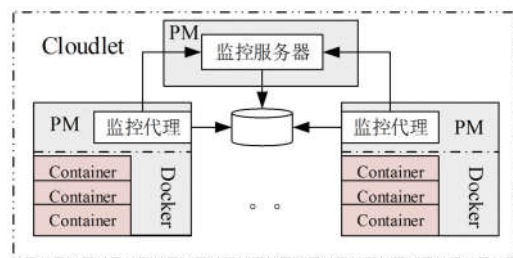 Cloudlet
PM
监控服务器
PM
监控代理
监控代理
PM
Container
Container
Container
Docker
Container
Container
Container
Docker